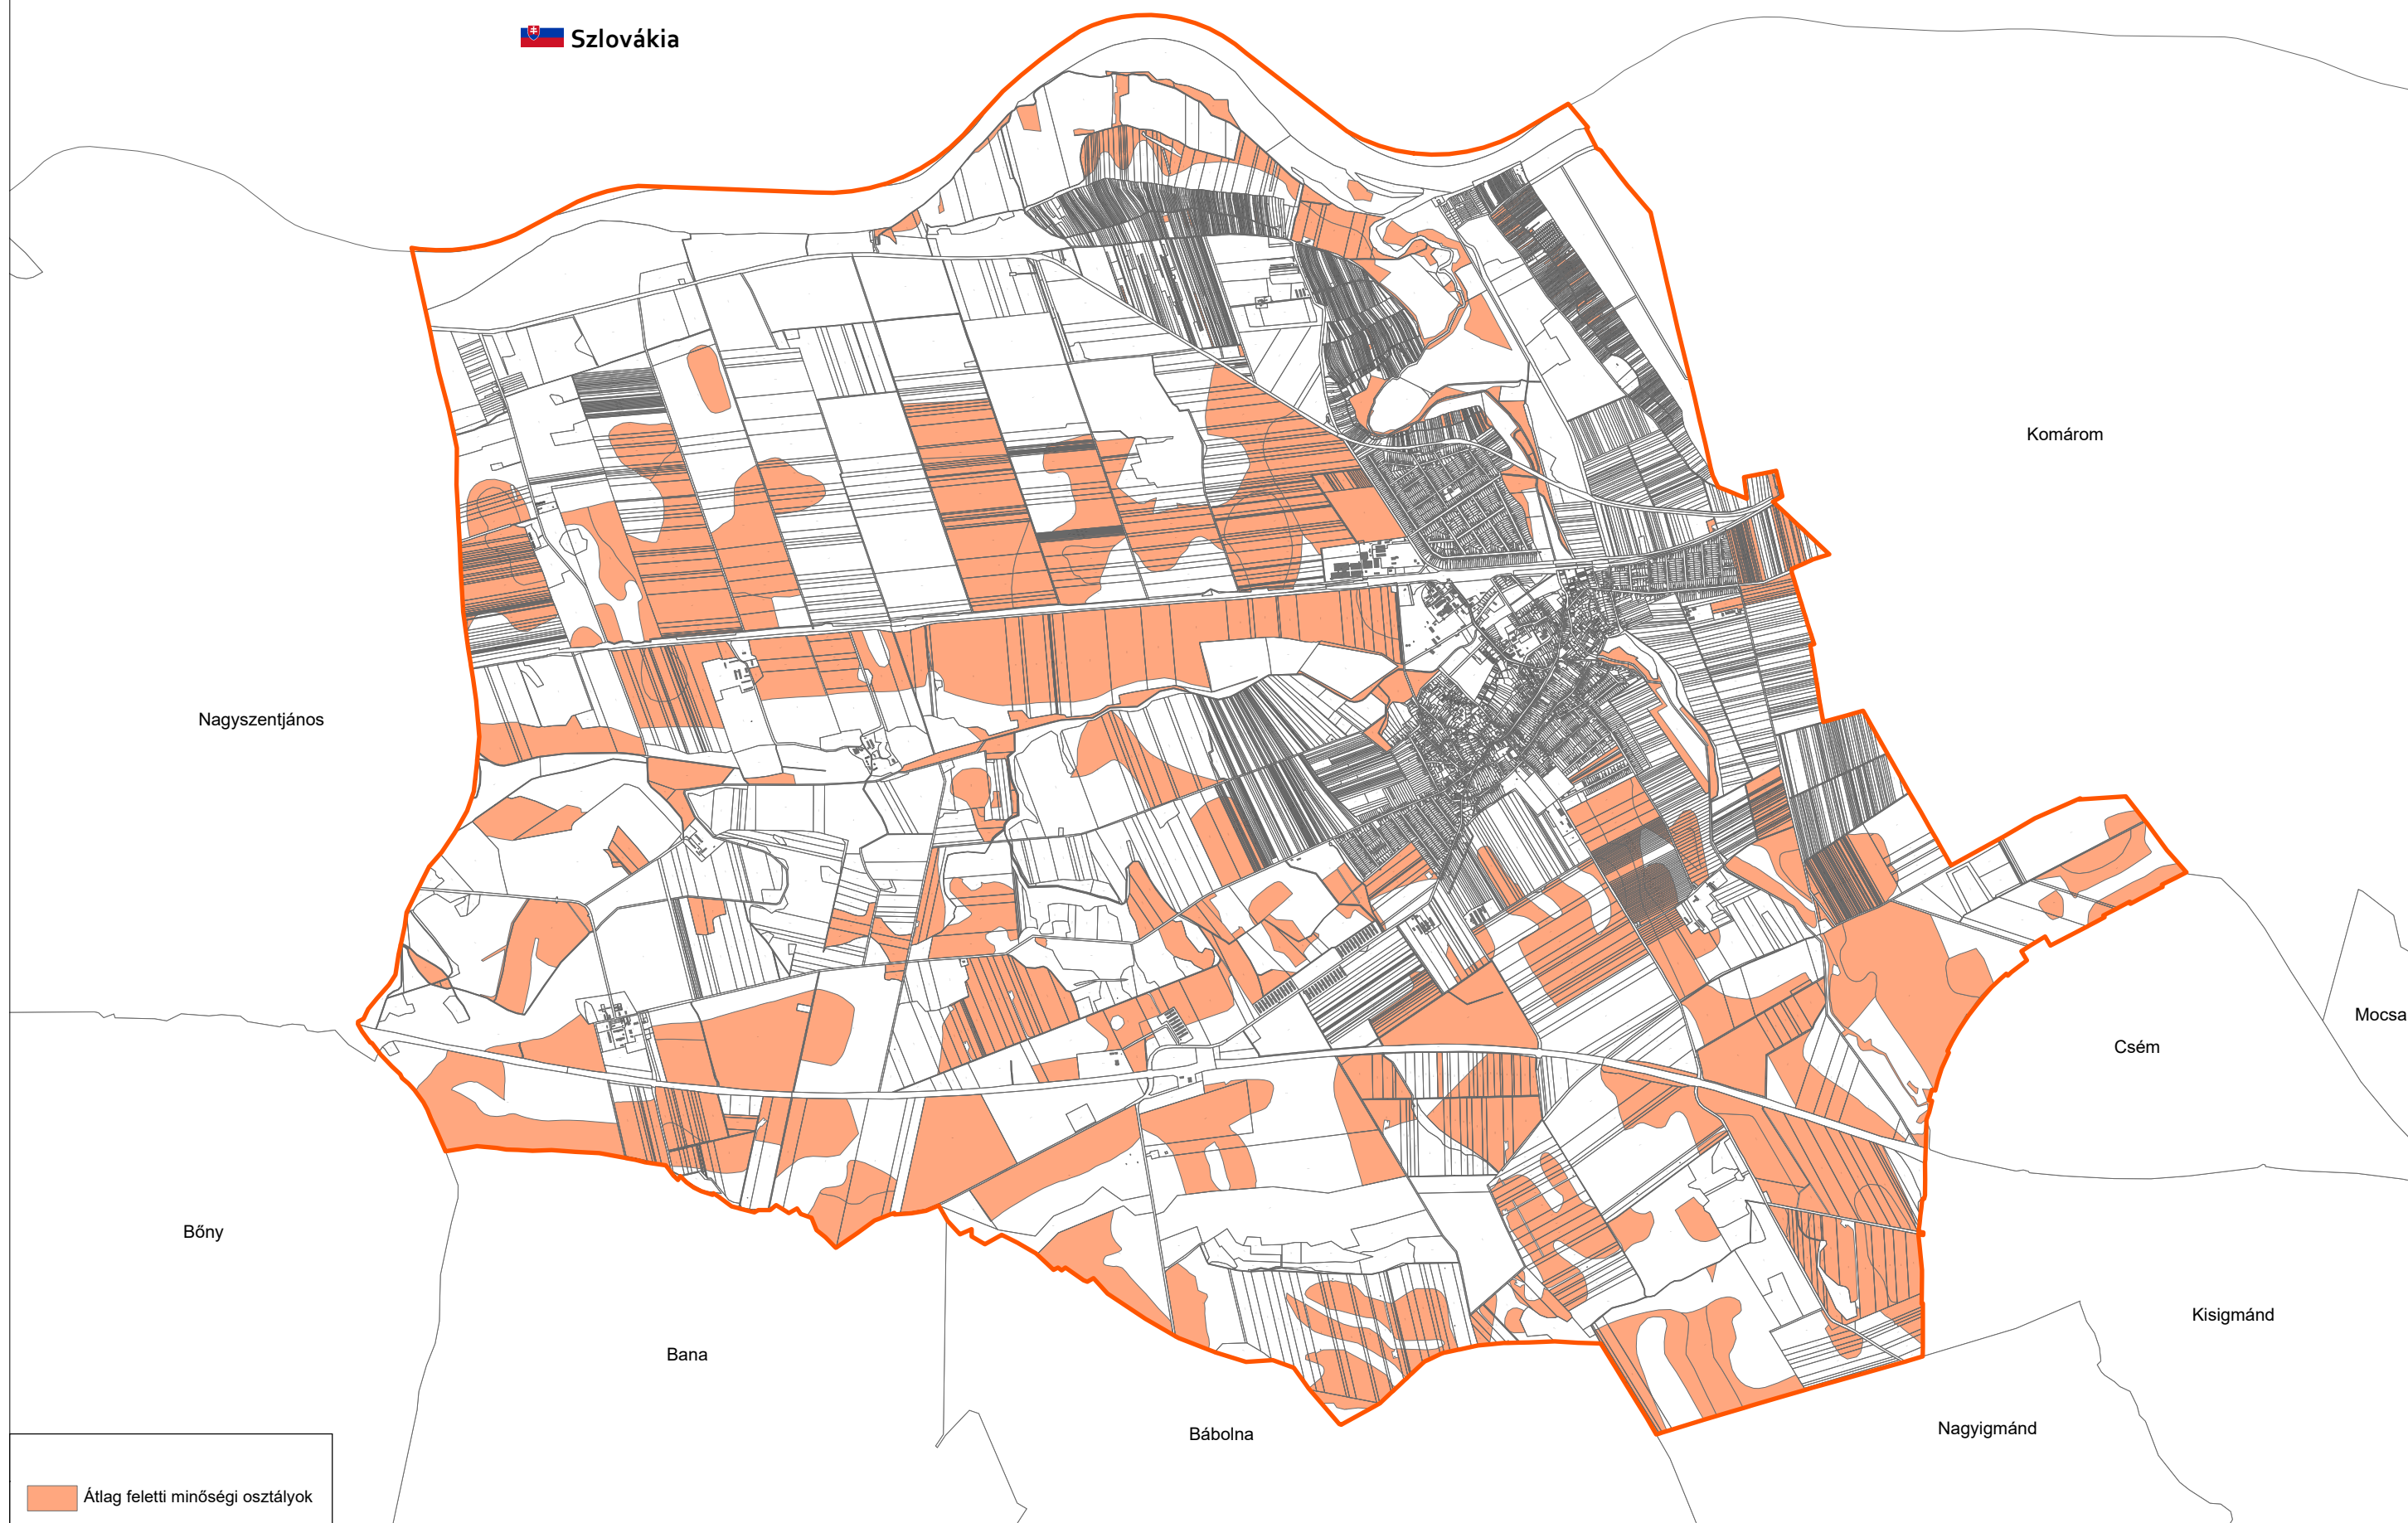 Szlovákia
Komárom
Nagyszentjános
Mocsa
Csém
Bőny
Kisigmánd
Bana
Nagyigmánd
Bábolna
Átlag feletti minőségi osztályok